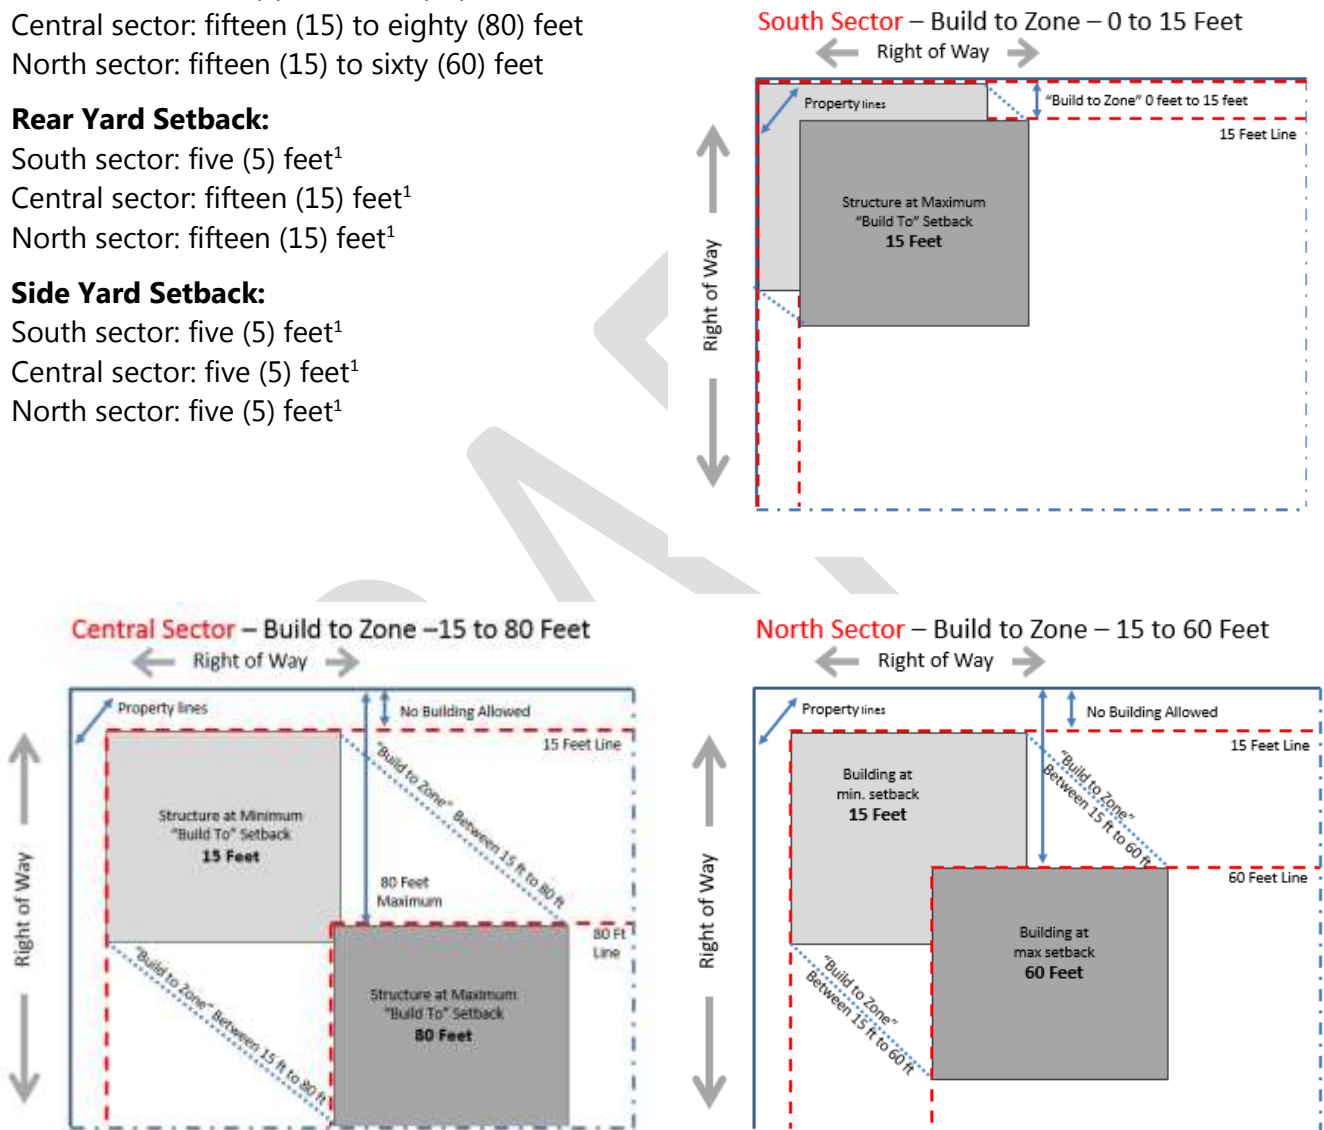 Central sector: fifteen (15) to eighty (80) feet
North sector: fifteen (15) to sixty (60) feet
Rear Yard Setback:
South sector: five (5) feet¹
Central sector: fifteen (15) feet¹
North sector: fifteen (15) feet¹
Side Yard Setback:
South sector: five (5) feet¹
Central sector: five (5) feet¹
North sector: five (5) feet¹
South Sector – Build to Zone – 0 to 15 Feet
Right of Way
Property lines
"Build to Zone" 0 feet to 15 feet
15 Feet Line
Structure at Maximum
"Build To" Setback
15 Feet
Right of Way
Central Sector – Build to Zone –15 to 80 Feet
Right of Way
Property lines
No Building Allowed
15 Feet Line
"Build to Zone" Between 15 ft to 80 ft
Structure at Minimum
"Build To" Setback
15 Feet
80 Feet
Maximum
80 Ft
Line
Right of Way
"Build to Zone" Between 15 ft to 80 ft
Structure at Maximum
"Build To" Setback
80 Feet
North Sector – Build to Zone – 15 to 60 Feet
Right of Way
Property lines
No Building Allowed
15 Feet Line
Building at
min. setback
15 Feet
"Build to Zone"
Between 15 ft to 60 ft
60 Feet Line
Right of Way
Building at
max setback
60 Feet
"Build to Zone"
Between 15 ft to 60 ft